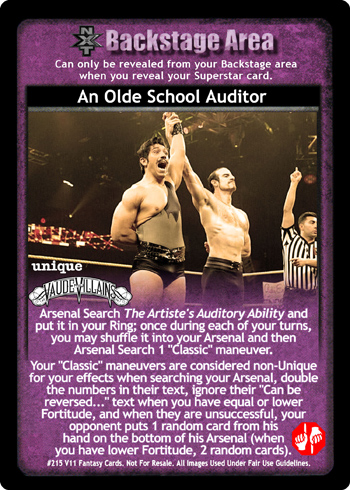 NXT
Backstage Area
Can only be revealed from your Backstage area
when you reveal your Superstar card.
An Olde School Auditor
unique
VAUDEVILLAINS
Arsenal Search The Artiste's Auditory Ability and
put it in your Ring; once during each of your turns,
you may shuffle it into your Arsenal and then
Arsenal Search 1 "Classic" maneuver.
Your "Classic" maneuvers are considered non-Unique
for your effects when searching your Arsenal, double
the numbers in their text, ignore their "Can be
reversed..." text when you have equal or lower
Fortitude, and when they are unsuccessful, your
opponent puts 1 random card from his
hand on the bottom of his Arsenal (when
you have lower Fortitude, 2 random cards).
#215 V11 Fantasy Cards. Not For Resale. All Images Used Under Fair Use Guidelines.